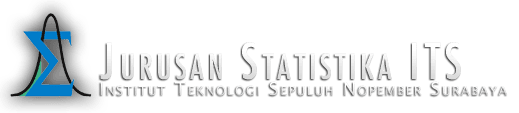 Σ JURUSAN STATISTIKA ITS
INSTITUT TEKNOLOGI SEPULUH NOPEMBER SURABAYA